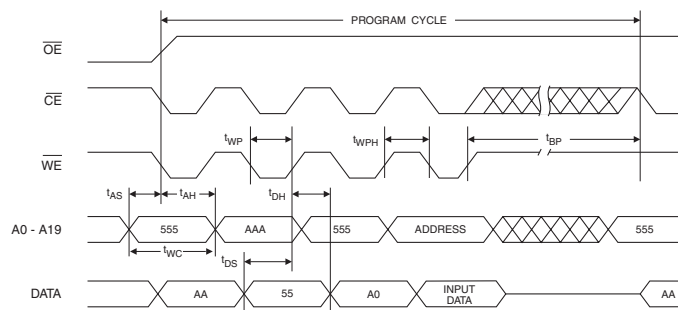 PROGRAM CYCLE
OE
CE
tWP tWPH tBP
WE
tAS tAH tDH
A0 - A19 555 AAA 555 ADDRESS 555
tWC
tDS
DATA AA 55 A0 INPUT DATA AA